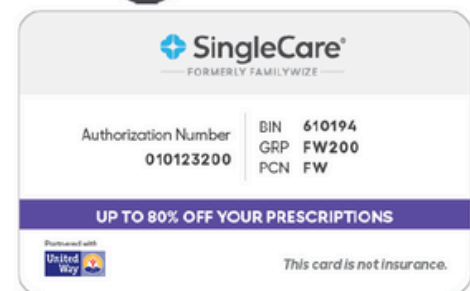 SingleCare®
FORMERLY FAMILYWIZE
Authorization Number
010123200
BIN 610194
GRP FW200
PCN FW
UP TO 80% OFF YOUR PRESCRIPTIONS
Partnered with
United
Way
This card is not insurance.